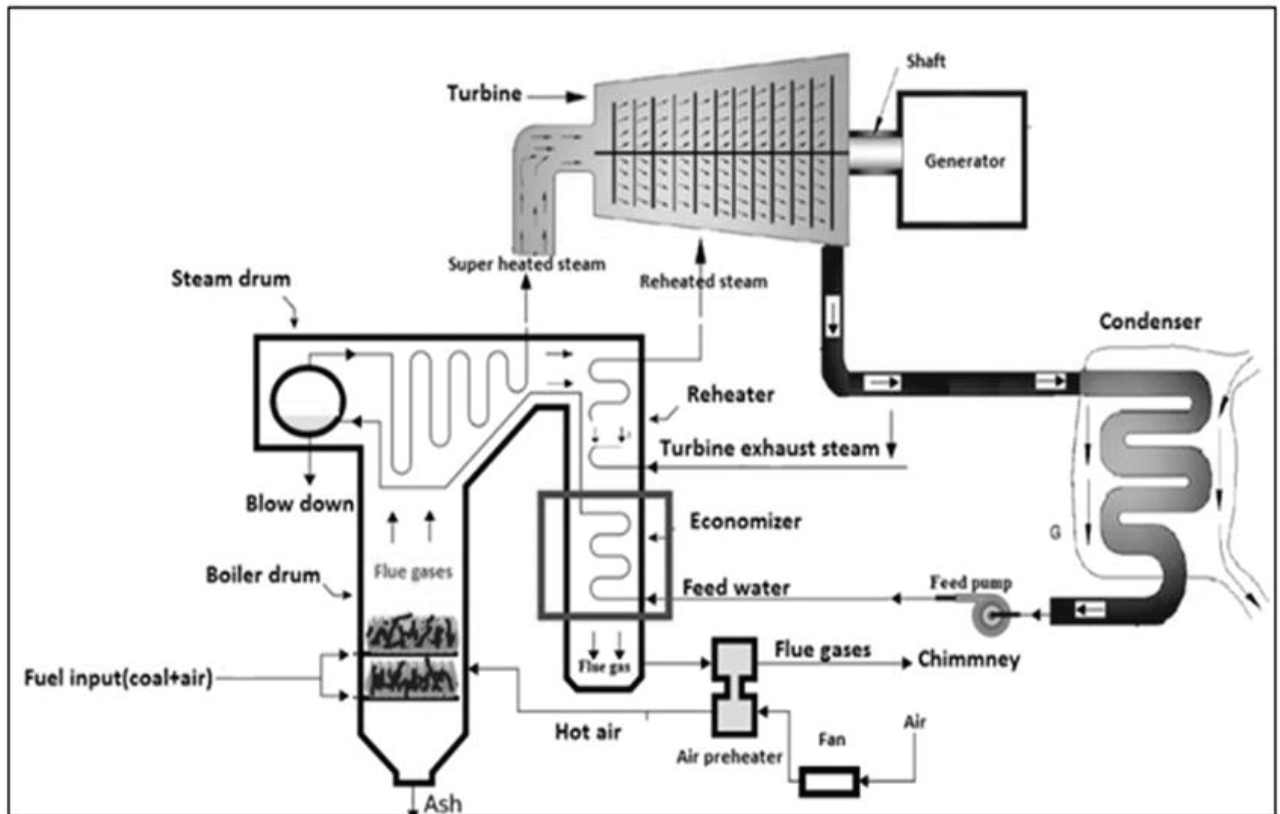 Shaft
Turbine
Generator
Super heated steam
Reheated steam
Steam drum
Condenser
Reheater
Turbine exhaust steam
Blow down
Economizer
G
Boiler drum
Flue gases
Feed water
Feed pump
Flue gas
Flue gases
Chimmney
Fuel input(coal+air)
Hot air
Air preheater
Fan
Air
Ash